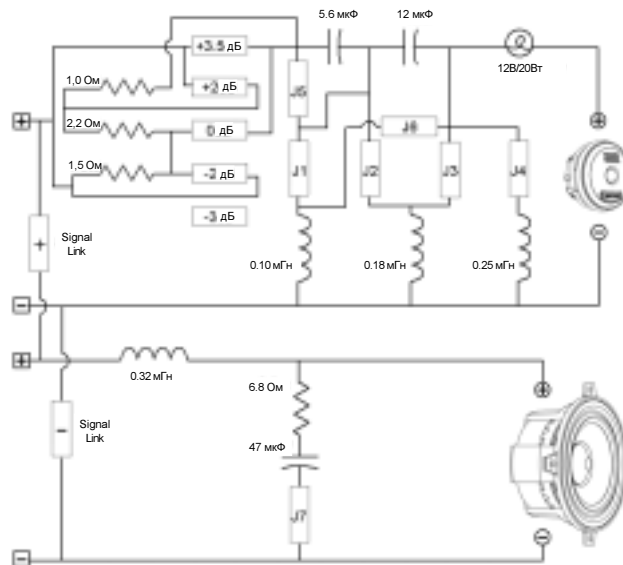 5.6 мкФ
12 мкФ
+3.5 дБ
12В/20Вт
1,0 Ом
+2 дБ
J5
+
2,2 Ом
0 дБ
J6
+
1,5 Ом
-2 дБ
J1
J2
J3
J4
-3 дБ
+
Signal
Link
0.10 мГн
0.18 мГн
0.25 мГн
−
−
+
0.32 мГн
6.8 Ом
+
−
Signal
Link
47 мкФ
J7
−
−